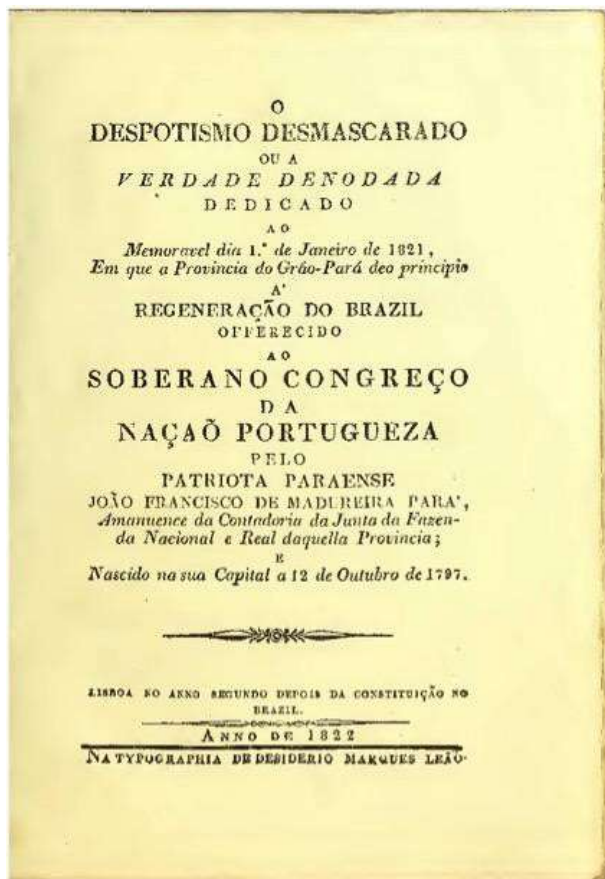 O
DESPOTISMO DESMASCARADO
OU A
VERDADE DENODADA
DEDICADO
AO
Memoravel dia 1.º de Janeiro de 1821,
Em que a Provincia do Gráo-Pará deo principio
A'
REGENERAÇÃO DO BRAZIL
OFFERECIDO
AO
SOBERANO CONGREÇO
DA
NAÇAÕ PORTUGUEZA
PELO
PATRIOTA PARAENSE
JOÃO FRANCISCO DE MADUREIRA PARA',
Amanuence da Contadoria da Junta da Fazen-
da Nacional e Real daquella Provincia;
E
Nascido na sua Capital a 12 de Outubro de 1797.
LISBOA NO ANNO SEGUNDO DEPOIS DA CONSTITUIÇÃO NO
BRAZIL.
ANNO DE 1822
NA TYPOGRAPHIA DE DESIDERIO MARQUES LEÃO.